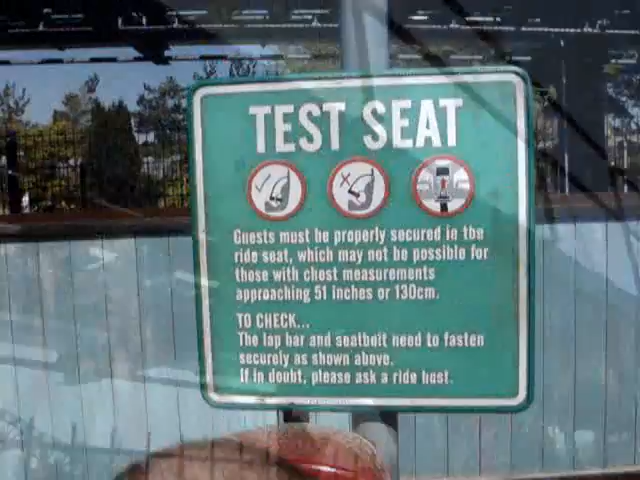 TEST SEAT
Guests must be properly secured in the
ride seat, which may not be possible for
those with chest measurements
approaching 51 inches or 130cm.
TO CHECK...
The lap bar and seatbelt need to fasten
securely as shown above.
If in doubt, please ask a ride host.